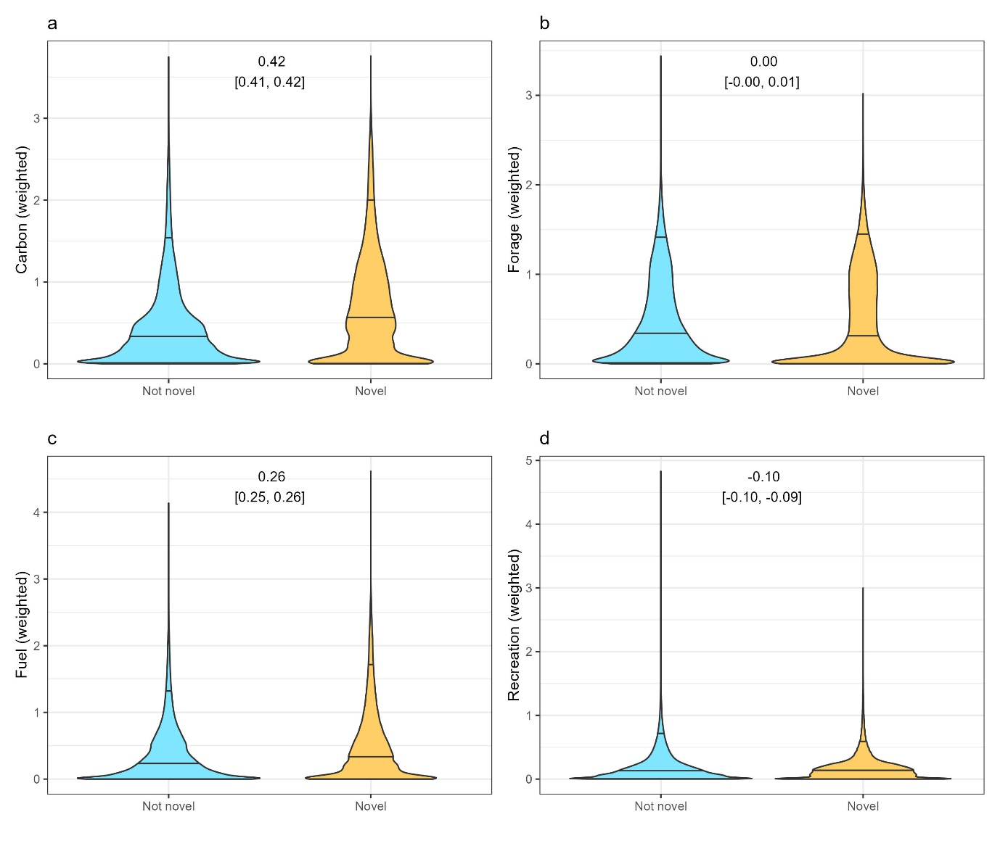 a
0.42
[0.41, 0.42]
Carbon (weighted)
3
2
1
0
Not novel
Novel
b
0.00
[-0.00, 0.01]
Forage (weighted)
3
2
1
0
Not novel
Novel
c
0.26
[0.25, 0.26]
Fuel (weighted)
4
3
2
1
0
Not novel
Novel
d
-0.10
[-0.10, -0.09]
Recreation (weighted)
5
4
3
2
1
0
Not novel
Novel